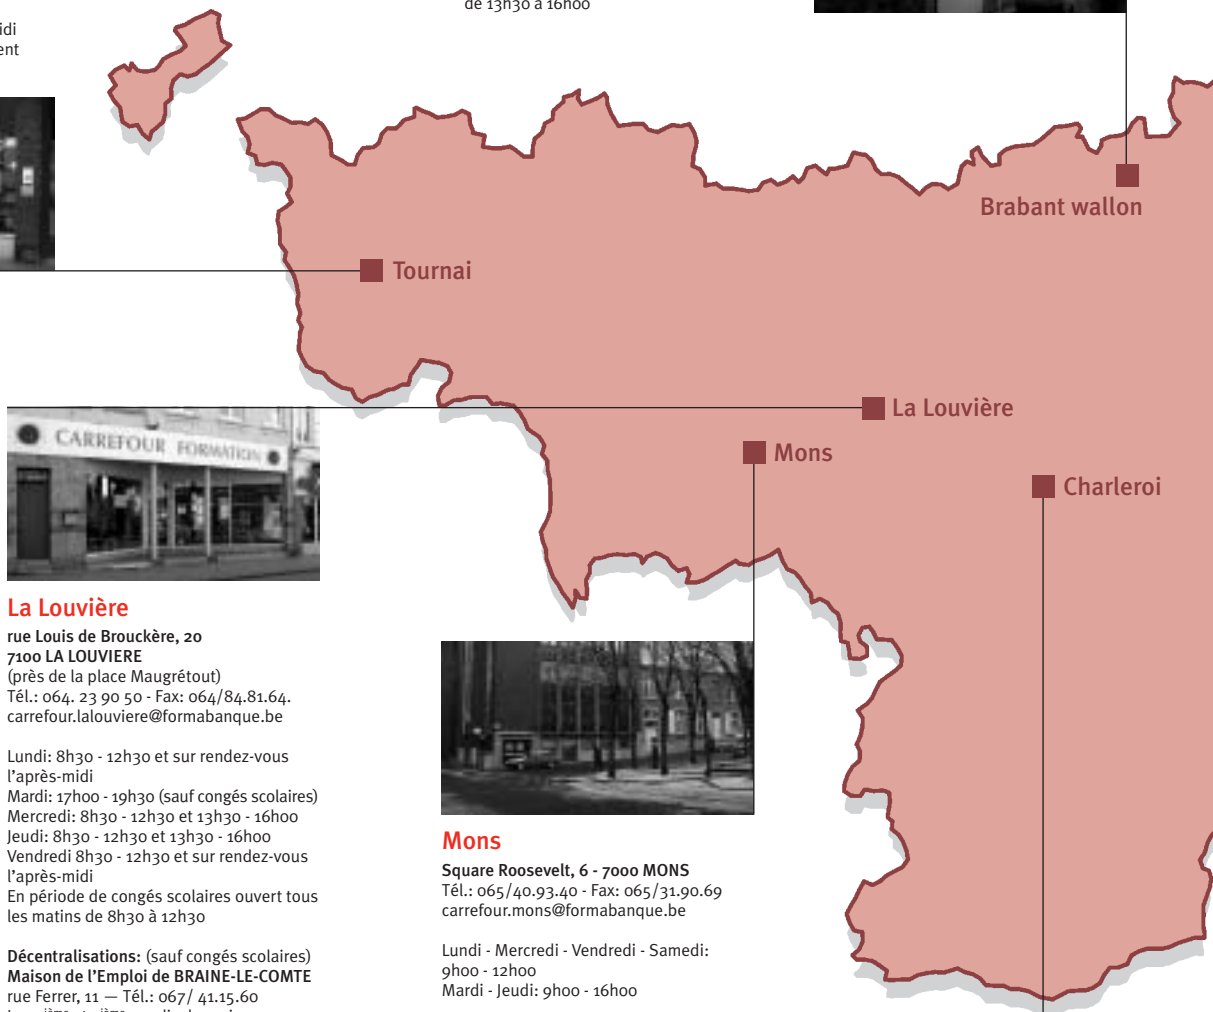 de 13h30 à 16h00
Brabant wallon
Tournai
La Louvière
Mons
Charleroi
CARREFOUR FORMATION
La Louvière
rue Louis de Brouckère, 20
7100 LA LOUVIERE
(près de la place Maugrétout)
Tél.: 064. 23 90 50 - Fax: 064/84.81.64.
carrefour.lalouviere@formabanque.be
Lundi: 8h30 - 12h30 et sur rendez-vous
l’après-midi
Mardi: 17h00 - 19h30 (sauf congés scolaires)
Mercredi: 8h30 - 12h30 et 13h30 - 16h00
Jeudi: 8h30 - 12h30 et 13h30 - 16h00
Vendredi 8h30 - 12h30 et sur rendez-vous
l’après-midi
En période de congés scolaires ouvert tous
les matins de 8h30 à 12h30
Décentralisations: (sauf congés scolaires)
Maison de l’Emploi de BRAINE-LE-COMTE
rue Ferrer, 11 — Tél.: 067/ 41.15.60
Mons
Square Roosevelt, 6 - 7000 MONS
Tél.: 065/40.93.40 - Fax: 065/31.90.69
carrefour.mons@formabanque.be
Lundi - Mercredi - Vendredi - Samedi:
9h00 - 12h00
Mardi - Jeudi: 9h00 - 16h00